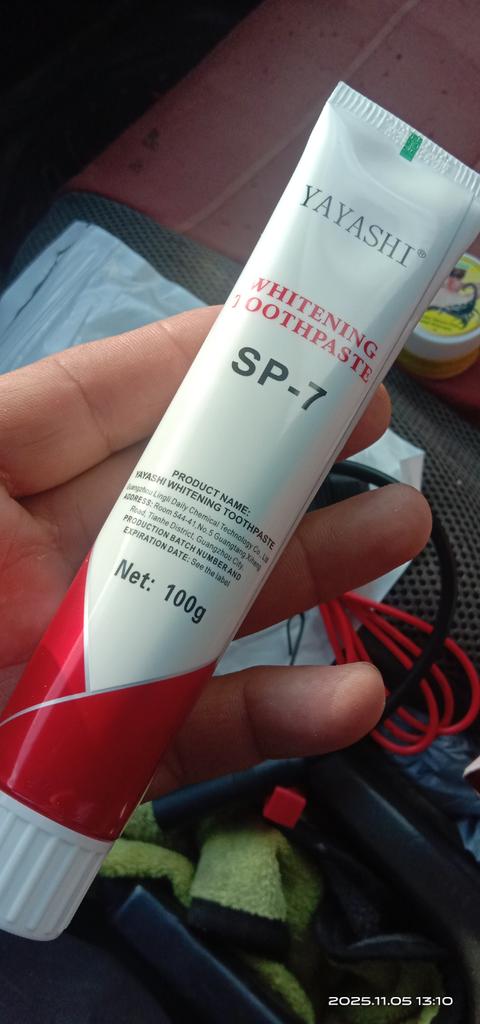 YAYASHI®
WHITENING
TOOTHPASTE
SP-7
PRODUCT NAME:
YAYASHI WHITENING TOOTHPASTE
Guangzhou Lingli Daily Chemical Technology Co., Ltd
ADDRESS: Room 544-41, No.5 Guangtang Xijiang
Road, Tianhe District, Guangzhou City.
PRODUCTION BATCH NUMBER AND
EXPIRATION DATE: See the label
Net: 100g
2025.11.05 13:10